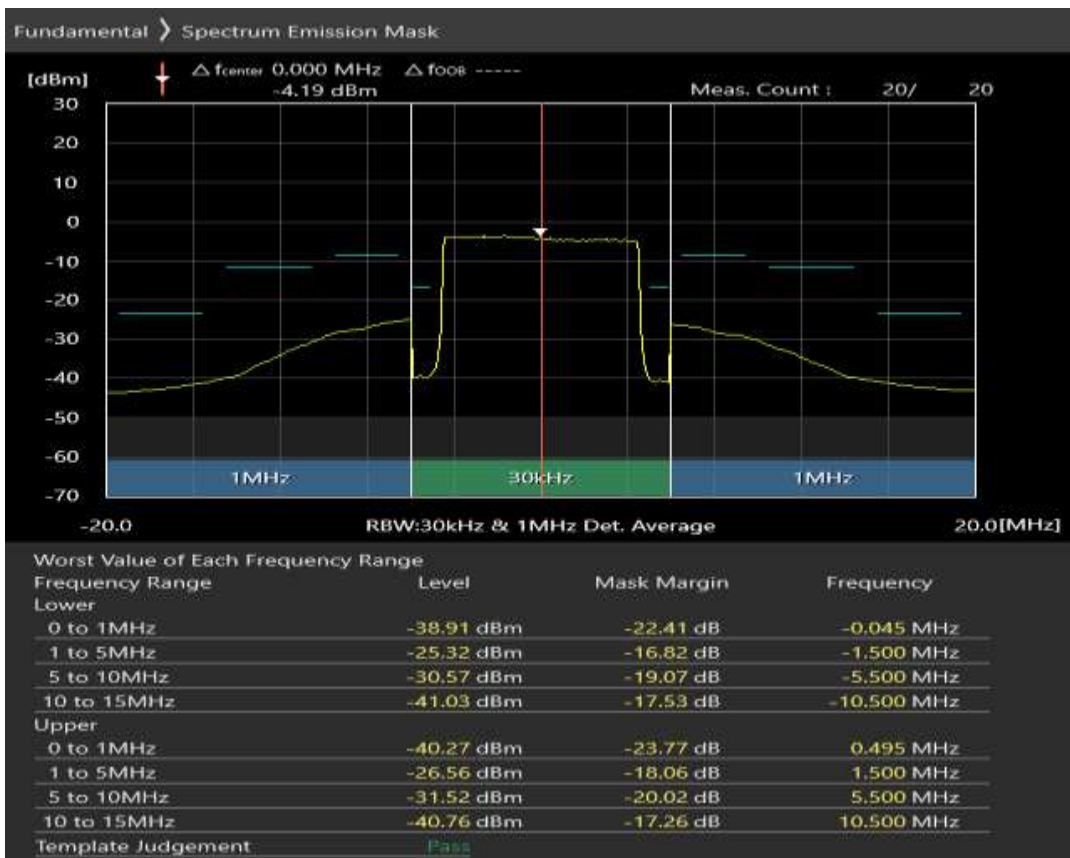 Fundamental ❯ Spectrum Emission Mask
[dBm] △ fcenter 0.000 MHz △ fOOB -----
-4.19 dBm Meas. Count : 20/ 20
30
20
10
0
-10
-20
-30
-40
-50
-60
1MHz 30kHz 1MHz
-70
-20.0 RBW:30kHz & 1MHz Det. Average 20.0[MHz]
Worst Value of Each Frequency Range
Frequency Range Level Mask Margin Frequency
Lower
0 to 1MHz -38.91 dBm -22.41 dB -0.045 MHz
1 to 5MHz -25.32 dBm -16.82 dB -1.500 MHz
5 to 10MHz -30.57 dBm -19.07 dB -5.500 MHz
10 to 15MHz -41.03 dBm -17.53 dB -10.500 MHz
Upper
0 to 1MHz -40.27 dBm -23.77 dB 0.495 MHz
1 to 5MHz -26.56 dBm -18.06 dB 1.500 MHz
5 to 10MHz -31.52 dBm -20.02 dB 5.500 MHz
10 to 15MHz -40.76 dBm -17.26 dB 10.500 MHz
Template Judgement Pass